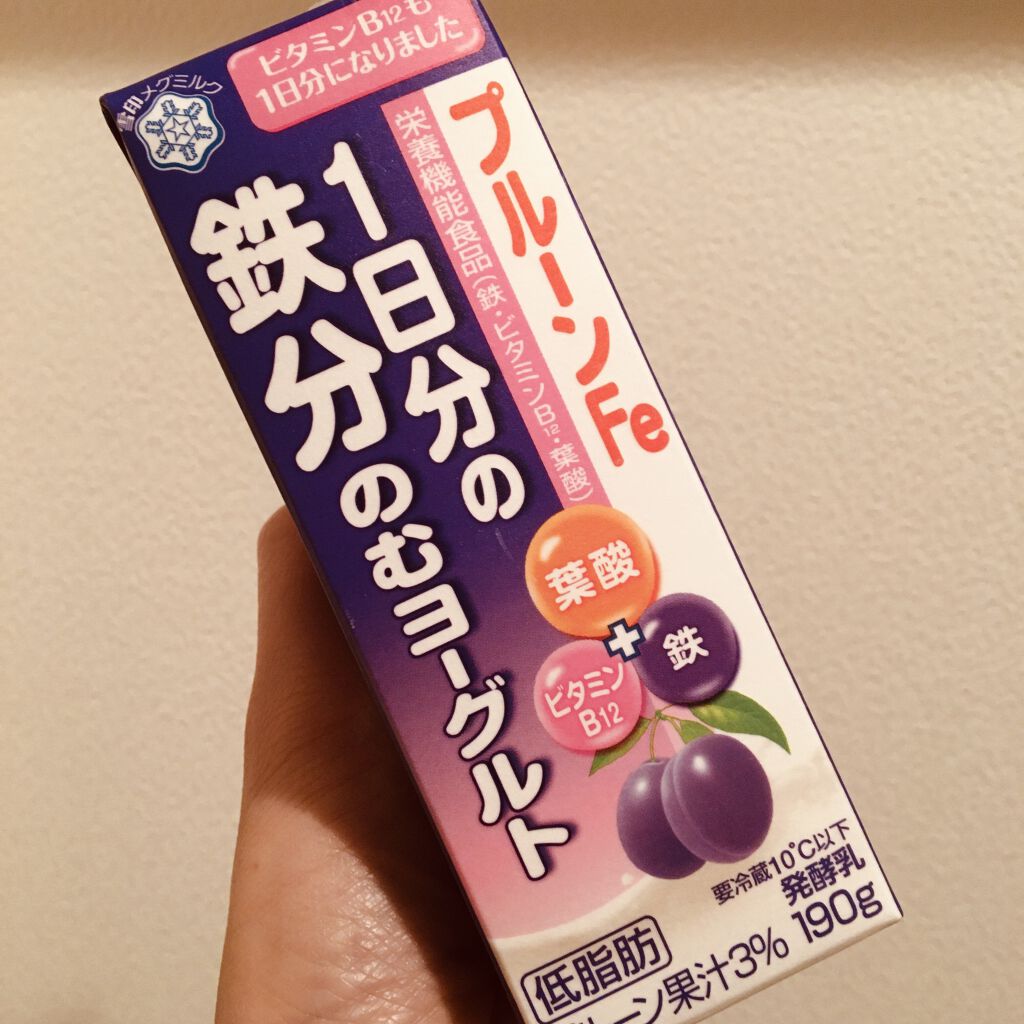 雪印メグミルク
ビタミンB12も
1日分になりました
プルーンFe
栄養機能食品(鉄・ビタミンB12・葉酸)
1日分の
鉄分のむヨーグルト
葉酸
+
鉄
ビタミン
B12
要冷蔵10℃以下
発酵乳
190g
低脂肪
ルーン果汁3%